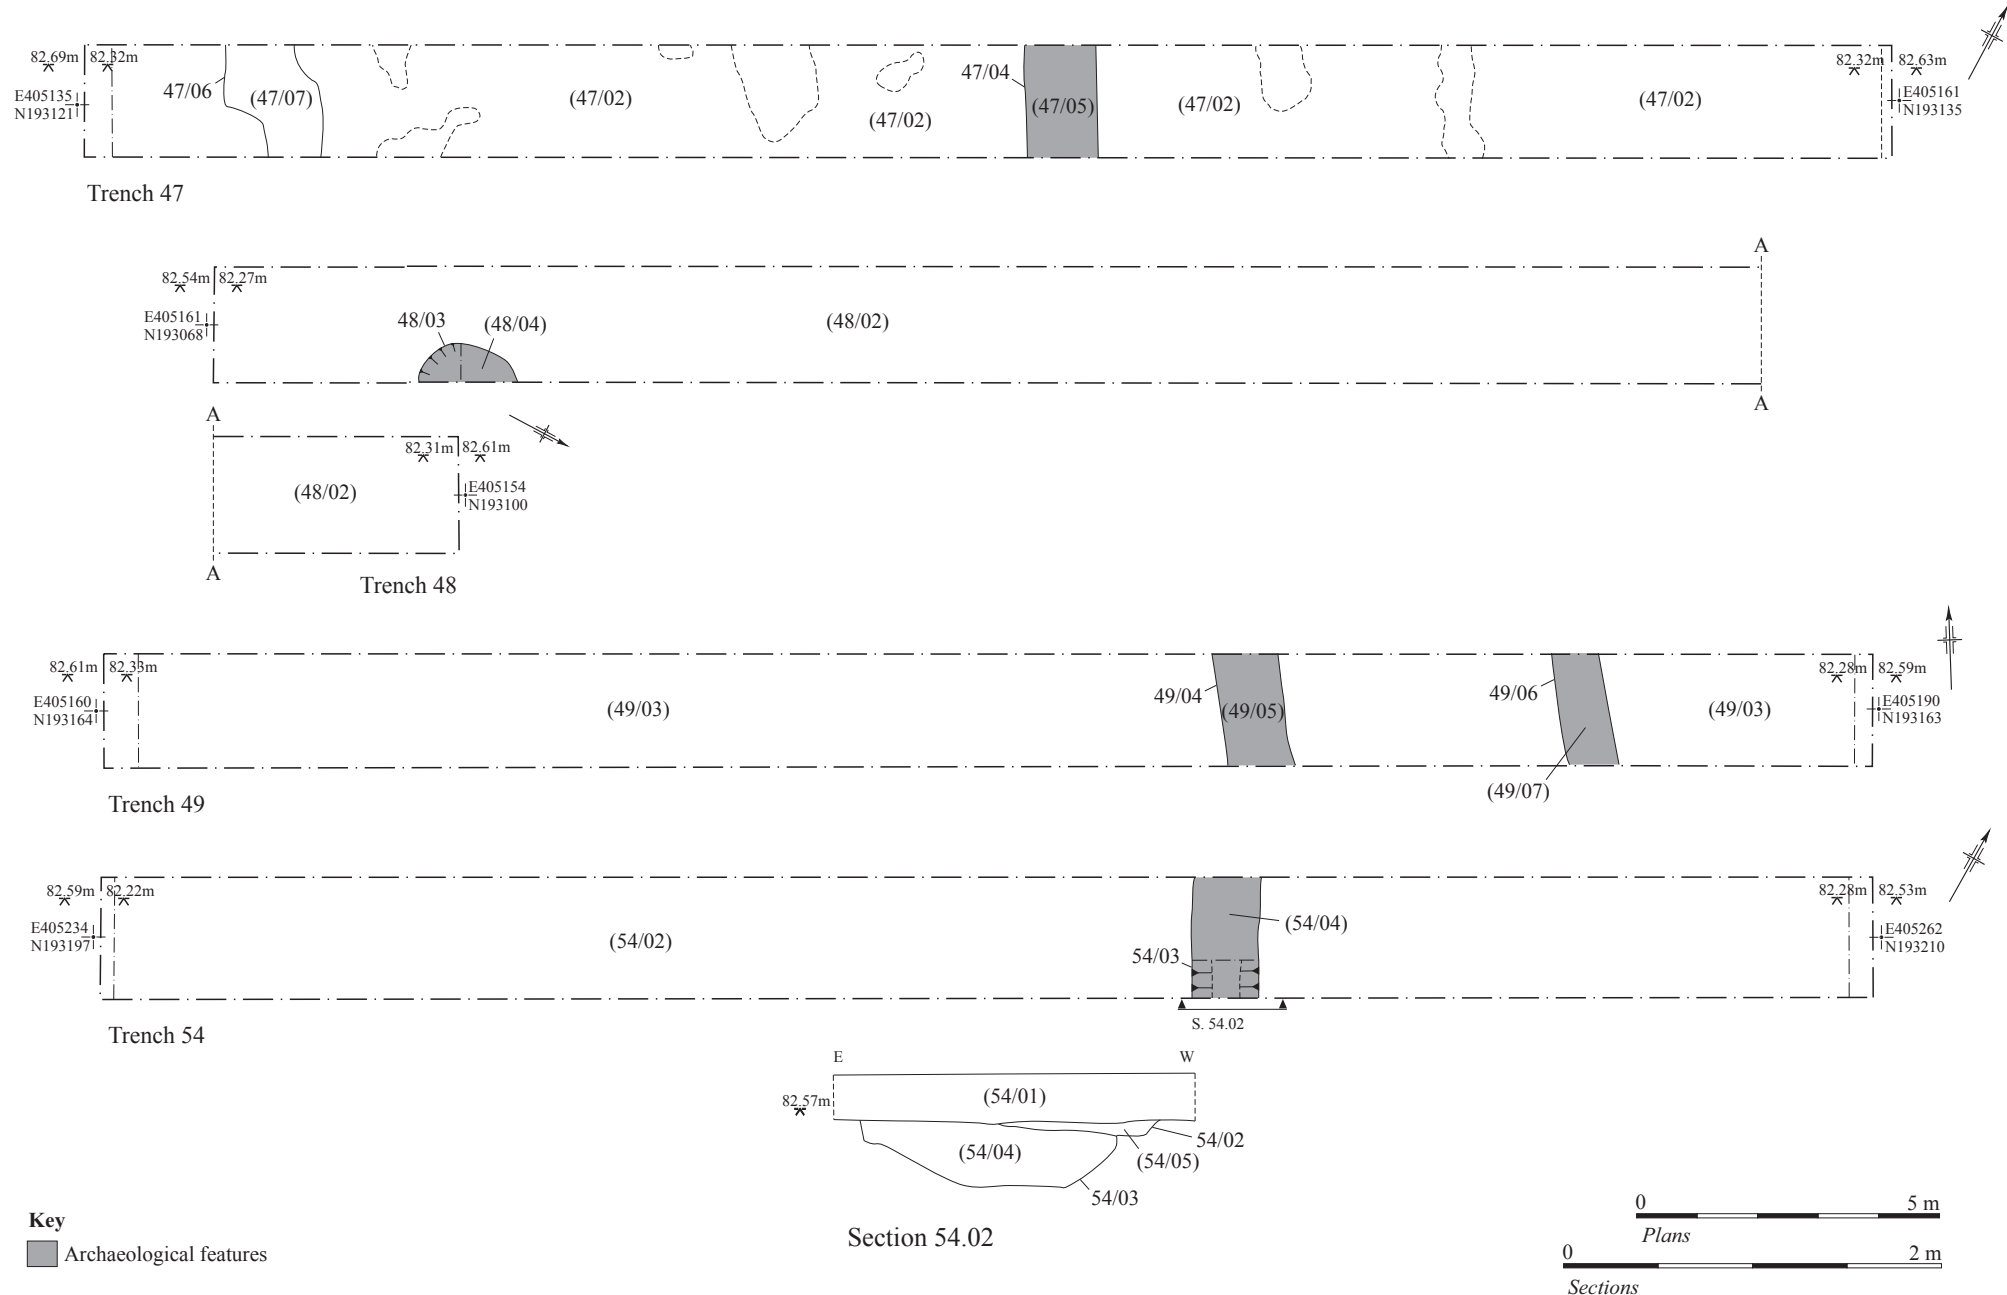 82.69m
82.32m
E405135
N193121
47/06
(47/07)
(47/02)
(47/02)
47/04
(47/05)
(47/02)
(47/02)
82.32m
82.63m
E405161
N193135
Trench 47
A
82.54m
82.27m
E405161
N193068
48/03
(48/04)
(48/02)
A
A
82.31m
82.61m
(48/02)
E405154
N193100
A
Trench 48
82.61m
82.33m
E405160
N193164
(49/03)
49/04
(49/05)
49/06
(49/07)
(49/03)
82.28m
82.59m
E405190
N193163
Trench 49
82.59m
82.22m
E405234
N193197
(54/02)
54/03
(54/04)
82.28m
82.53m
E405262
N193210
S. 54.02
Trench 54
E
W
(54/01)
82.57m
(54/04)
54/02
(54/05)
54/03
Section 54.02
Key
Archaeological features
0
5 m
Plans
0
2 m
Sections